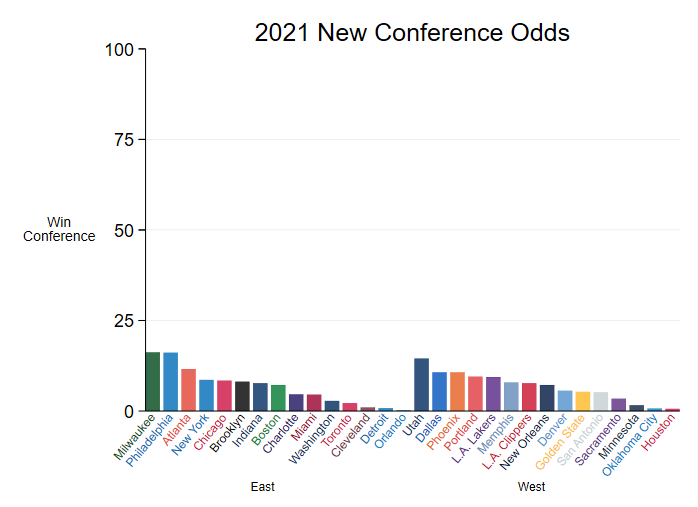 2021 New Conference Odds
100
75
50
25
0
Win
Conference
Milwaukee
Philadelphia
Atlanta
New York
Chicago
Brooklyn
Indiana
Boston
Charlotte
Miami
Washington
Toronto
Cleveland
Detroit
Orlando
Utah
Dallas
Phoenix
Portland
L.A. Lakers
Memphis
L.A. Clippers
New Orleans
Denver
Golden State
San Antonio
Sacramento
Minnesota
Oklahoma City
Houston
East
West